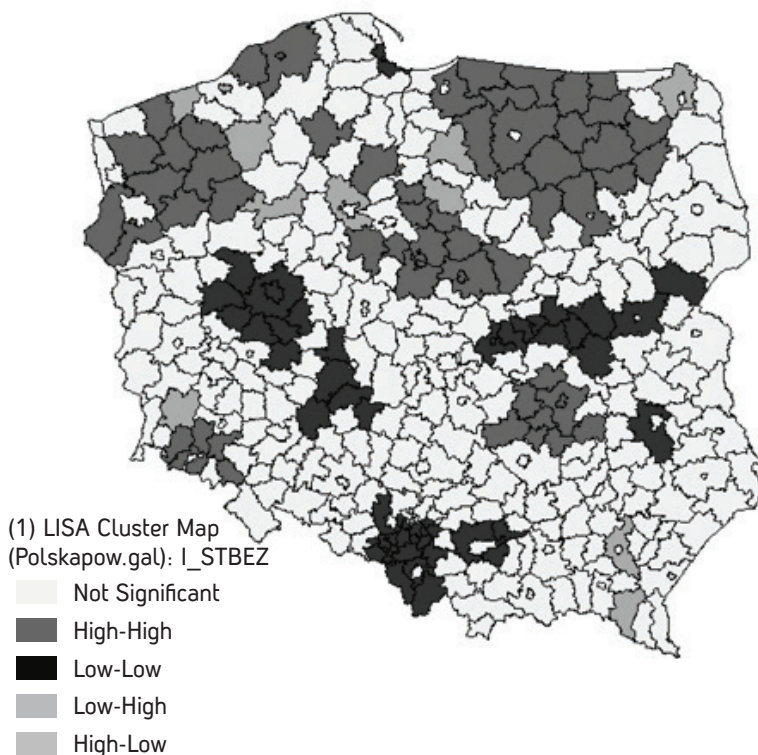 (1) LISA Cluster Map
(Polskapow.gal): I_STBEZ
Not Significant
High-High
Low-Low
Low-High
High-Low